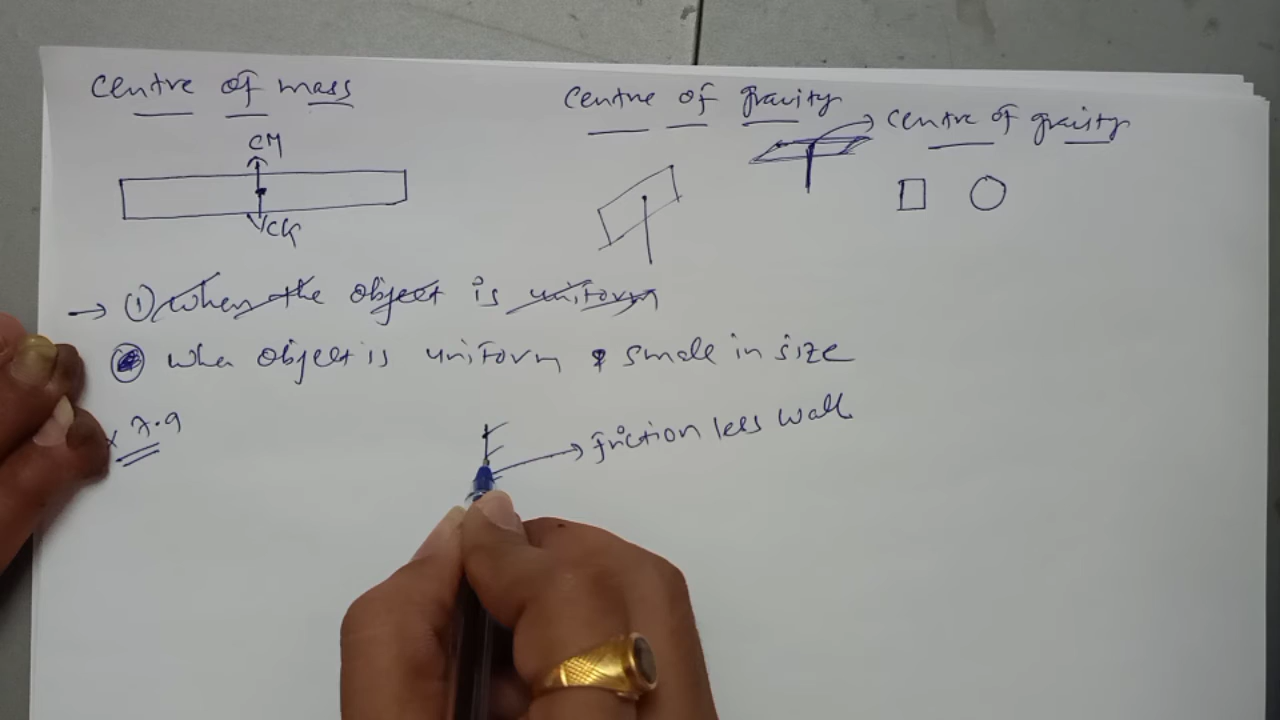 Centre of mass
Centre of gravity
Centre of gravity
CM
CG
→ ① When the object is uniform
When object is uniform & small in size
7.9
friction less wall